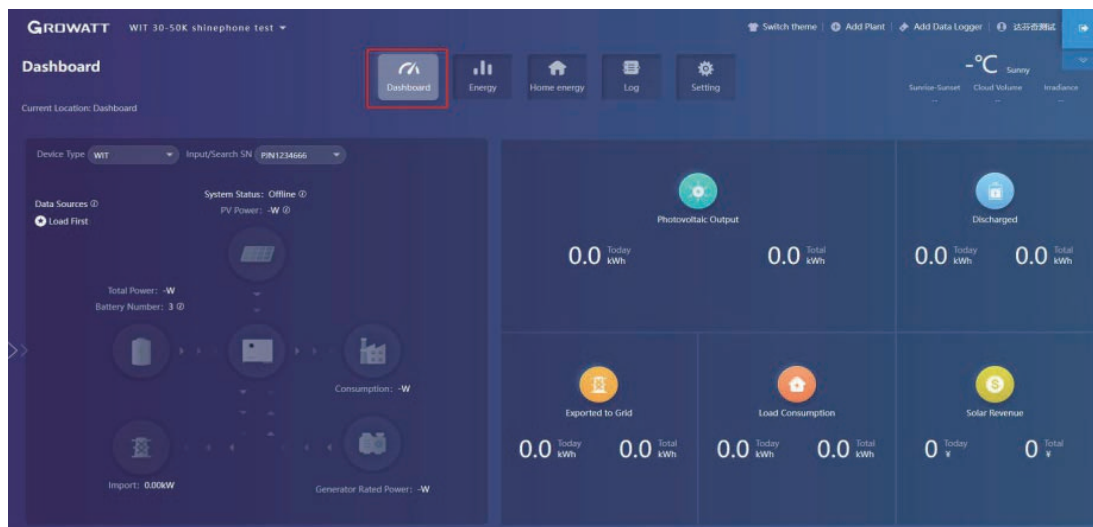 GROWATT WIT 30-50K shinephone test
Switch theme | Add Plant | Add Data Logger | 达芬奇测试
Dashboard
Dashboard
Energy
Home energy
Log
Setting
-°C Sunny
Sunrise-Sunset Cloud Volume Irradiance
-- -- --
Current Location: Dashboard
Device Type WIT Input/Search SN PJN1234666
System Status: Offline
Data Sources
PV Power: -W
Load First
Total Power: -W
Battery Number: 3
Consumption: -W
Import: 0.00kW
Generator Rated Power: -W
Photovoltaic Output
0.0 Today kWh 0.0 Total kWh
Discharged
0.0 Today kWh 0.0 Total kWh
Exported to Grid
0.0 Today kWh 0.0 Total kWh
Load Consumption
0.0 Today kWh 0.0 Total kWh
Solar Revenue
0 Today ¥ 0 Total ¥